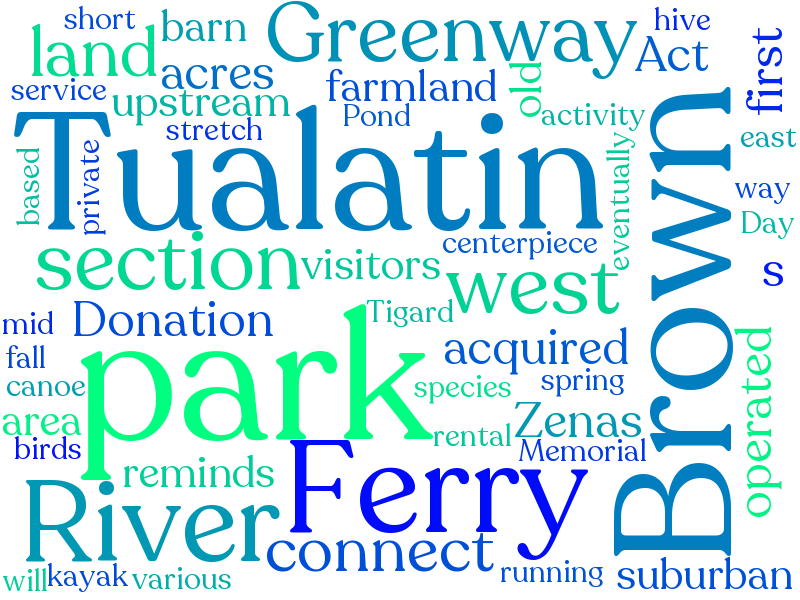 short
barn
Greenway
hive
land
acres
Act
first
service
upstream
farmland
old
stretch
Pond
activity
Tualatin
Brown
east
based
private
eventually
way
Day
section
visitors
centerpiece
west
s
mid
Donation
Tigard
fall
park
acquired
operated
canoe
species
spring
area
Zenas
birds
rental
Memorial
reminds
Ferry
River
connect
will
kayak
various
running
suburban